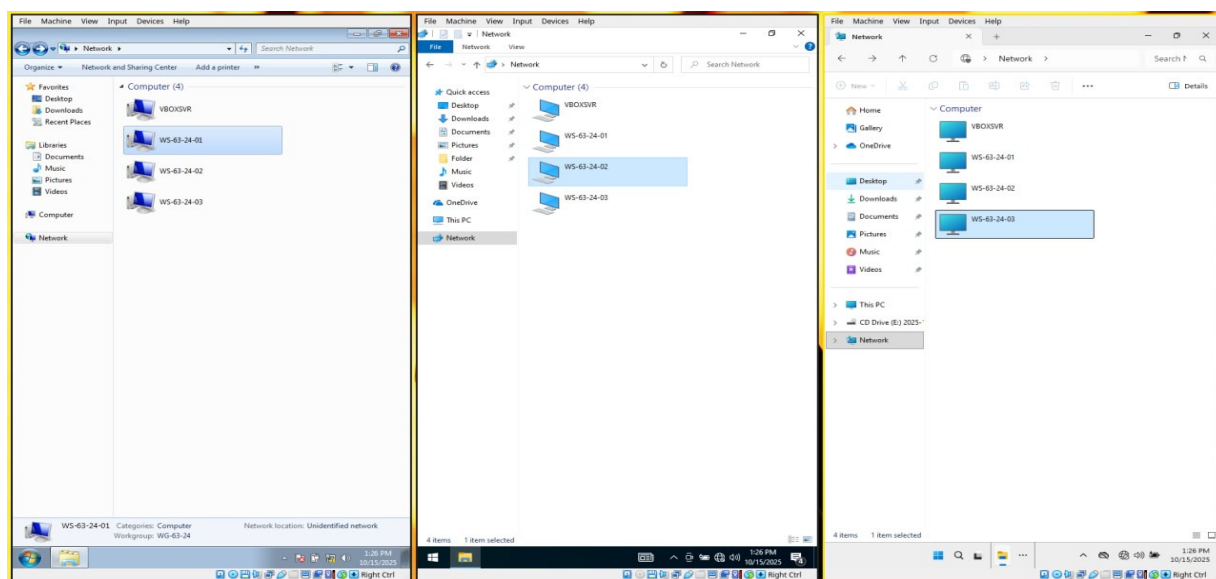 File Machine View Input Devices Help
Network
Search Network
Organize
Network and Sharing Center
Add a printer
»
Favorites
Desktop
Downloads
Recent Places
Libraries
Documents
Music
Pictures
Videos
Computer
Network
Computer (4)
VBOXSVR
WS-63-24-01
WS-63-24-02
WS-63-24-03
WS-63-24-01 Categories: Computer Network location: Unidentified network
Workgroup: WG-63-24
1:26 PM
10/15/2025
Right Ctrl
File Machine View Input Devices Help
Network
File Network View
Network
Search Network
Quick access
Desktop
Downloads
Documents
Pictures
Folder
Music
Videos
OneDrive
This PC
Network
Computer (4)
VBOXSVR
WS-63-24-01
WS-63-24-02
WS-63-24-03
4 items 1 item selected
1:26 PM
10/15/2025
Right Ctrl
File Machine View Input Devices Help
Network
Network
Search
New
Details
Home
Gallery
OneDrive
Desktop
Downloads
Documents
Pictures
Music
Videos
This PC
CD Drive (E:) 2025-
Network
Computer
VBOXSVR
WS-63-24-01
WS-63-24-02
WS-63-24-03
4 items 1 item selected
1:26 PM
10/15/2025
Right Ctrl